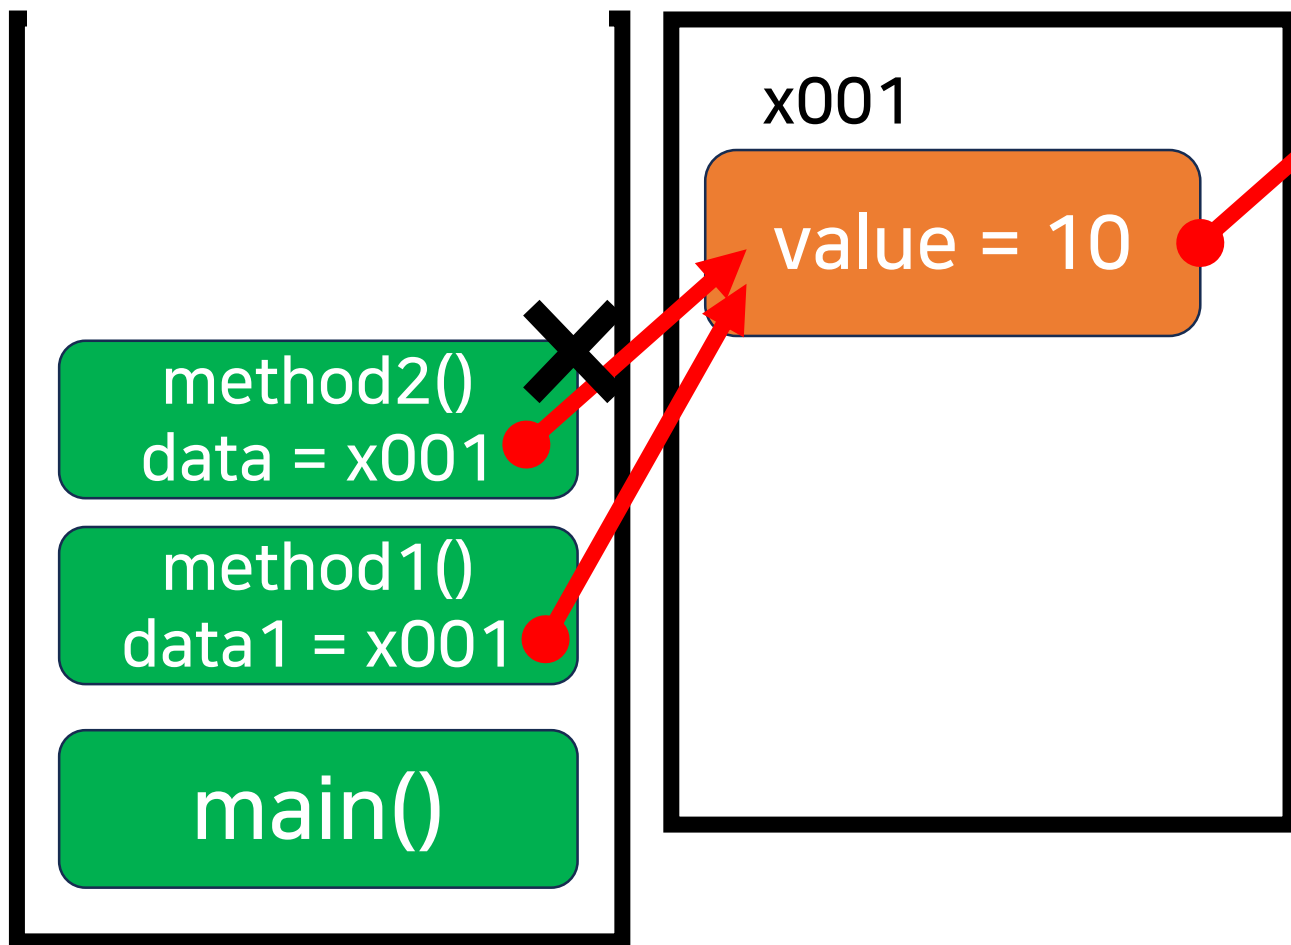 x001
value = 10
method2()
data = x001
method1()
data1 = x001
main()